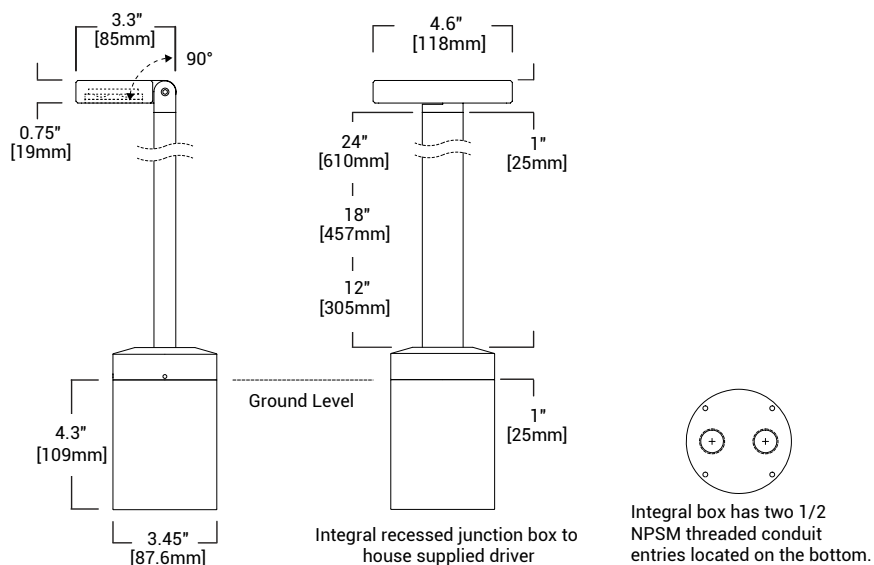 3.3"
[85mm]
90°
0.75"
[19mm]
4.3"
[109mm]
3.45"
[87.6mm]
4.6"
[118mm]
24"
[610mm]
18"
[457mm]
12"
[305mm]
1"
[25mm]
Ground Level
1"
[25mm]
Integral recessed junction box to
house supplied driver
Integral box has two 1/2
NPSM threaded conduit
entries located on the bottom.